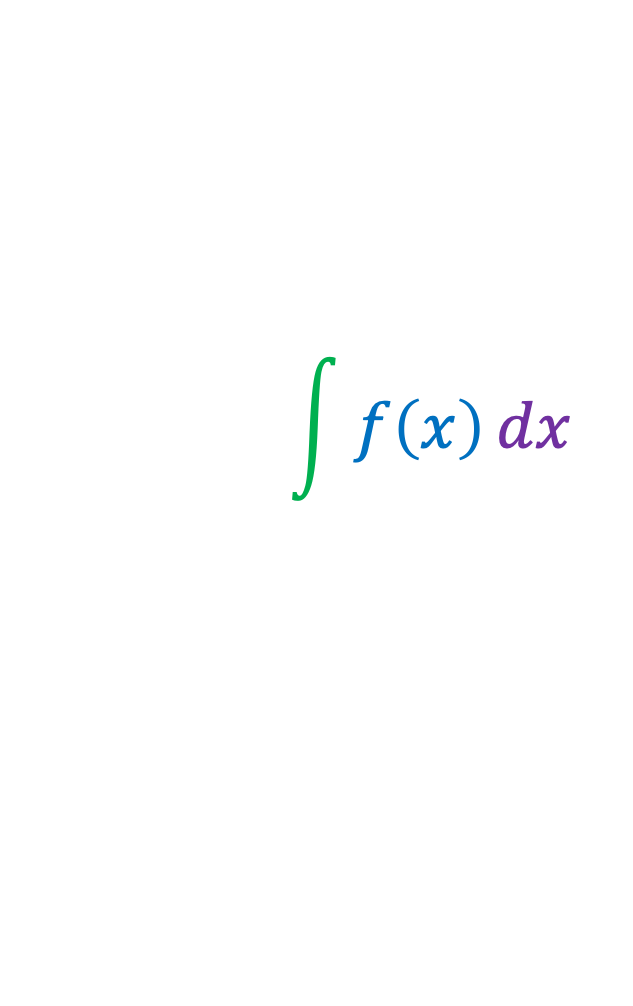 ∫ f(x) dx